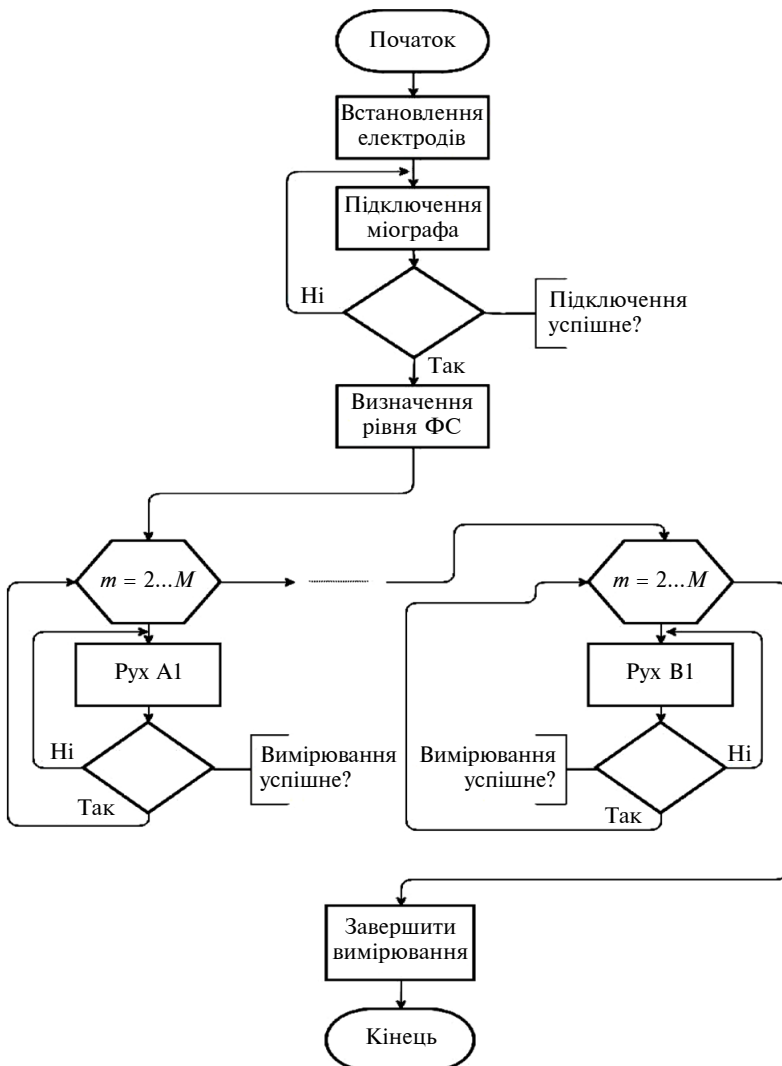 Початок
Встановлення
електродів
Підключення
міографа
Ні
Підключення
успішне?
Так
Визначення
рівня ФС
m = 2...M
m = 2...M
Рух А1
Рух В1
Ні
Вимірювання
успішне?
Так
Вимірювання
успішне?
Ні
Так
Завершити
вимірювання
Кінець